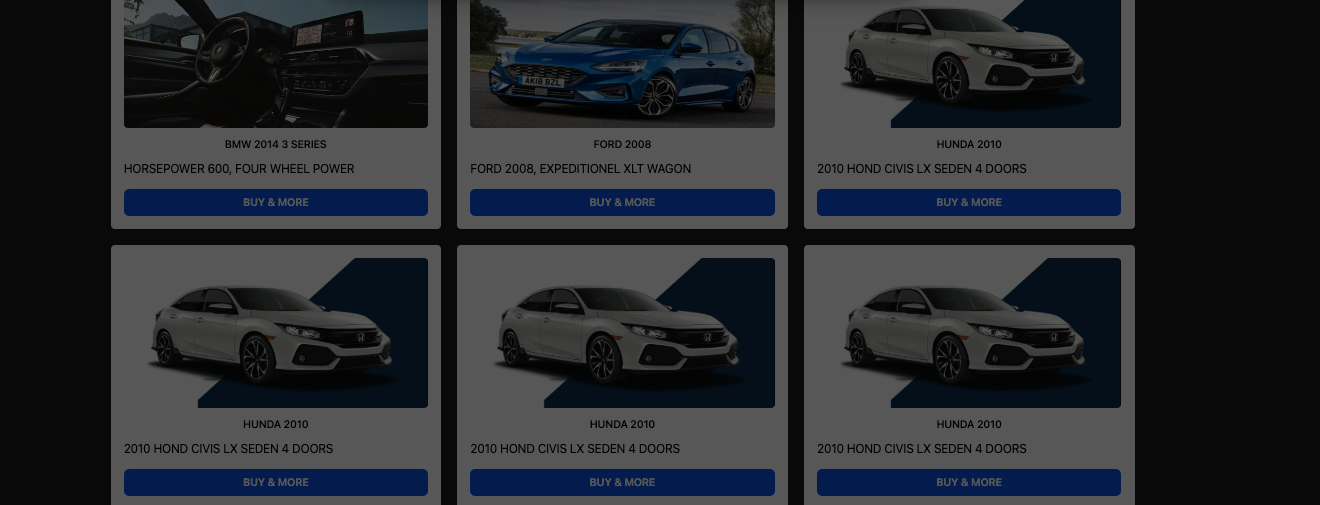 AK18 BZL
BMW 2014 3 SERIES
HORSEPOWER 600, FOUR WHEEL POWER
BUY & MORE
FORD 2008
FORD 2008, EXPEDITIONEL XLT WAGON
BUY & MORE
HUNDA 2010
2010 HOND CIVIS LX SEDEN 4 DOORS
BUY & MORE
HUNDA 2010
2010 HOND CIVIS LX SEDEN 4 DOORS
BUY & MORE
HUNDA 2010
2010 HOND CIVIS LX SEDEN 4 DOORS
BUY & MORE
HUNDA 2010
2010 HOND CIVIS LX SEDEN 4 DOORS
BUY & MORE